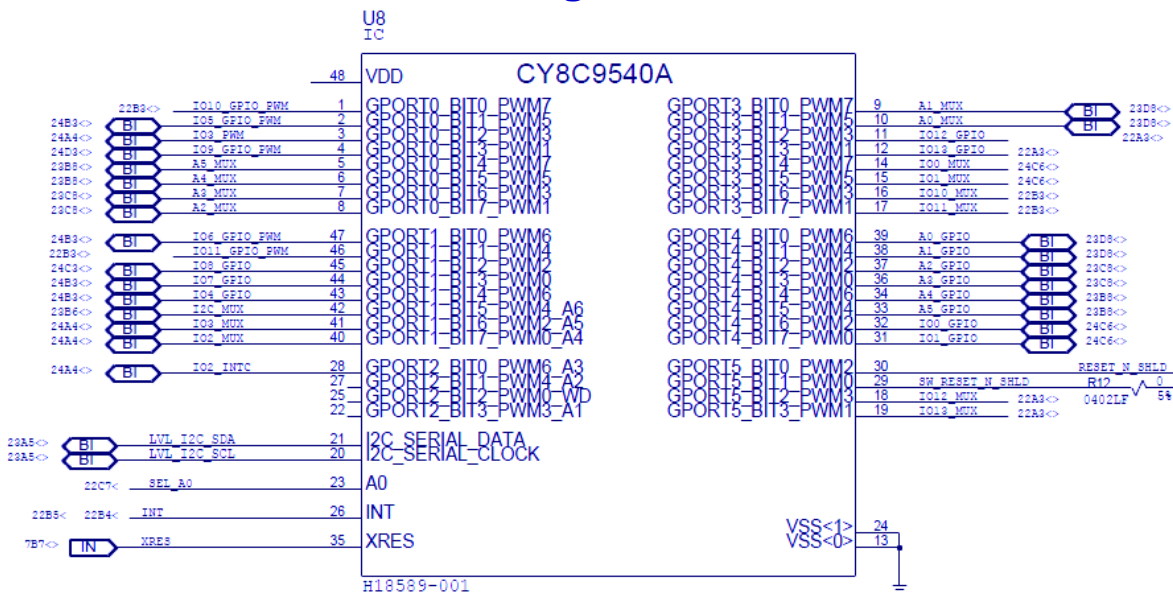 U8
IC
CY8C9540A
48 VDD
22B3<> IO10_GPIO_PWM 1 GPORT0_BIT0_PWM7
24B3<> BI IO5_GPIO_PWM 2 GPORT0_BIT1_PWM5
24A4<> BI IO3_PWM 3 GPORT0_BIT2_PWM3
24D3<> BI IO9_GPIO_PWM 4 GPORT0_BIT3_PWM1
23B8<> BI A5_MUX 5 GPORT0_BIT4_PWM7
23B8<> BI A4_MUX 6 GPORT0_BIT5_PWM5
23C8<> BI A3_MUX 7 GPORT0_BIT6_PWM3
23C8<> BI A2_MUX 8 GPORT0_BIT7_PWM1
24B3<> BI IO6_GPIO_PWM 47 GPORT1_BIT0_PWM6
22B3<> IO11_GPIO_PWM 46 GPORT1_BIT1_PWM4
24C3<> BI IO8_GPIO 45 GPORT1_BIT2_PWM2
24B3<> BI IO7_GPIO 44 GPORT1_BIT3_PWM0
24B3<> BI IO4_GPIO 43 GPORT1_BIT4_PWM6
23B6<> BI I2C_MUX 42 GPORT1_BIT5_PWM4_A6
24A4<> BI IO3_MUX 41 GPORT1_BIT6_PWM2_A5
24A4<> BI IO2_MUX 40 GPORT1_BIT7_PWM0_A4
24A4<> BI IO2_INTC 28 GPORT2_BIT0_PWM6_A3
27 GPORT2_BIT1_PWM4_A2
25 GPORT2_BIT2_PWM0_WD
22 GPORT2_BIT3_PWM3_A1
23A5<> BI LVL_I2C_SDA 21 I2C_SERIAL_DATA
23A5<> BI LVL_I2C_SCL 20 I2C_SERIAL_CLOCK
22C7< SEL_A0 23 A0
22B5< 22B4< INT 26 INT
7B7<> IN XRES 35 XRES
H18589-001
GPORT3_BIT0_PWM7 9 A1_MUX BI 23D8<>
GPORT3_BIT1_PWM5 10 A0_MUX BI 23D8<>
GPORT3_BIT2_PWM3 11 IO12_GPIO 22A3<>
GPORT3_BIT3_PWM1 12 IO13_GPIO 22A3<>
GPORT3_BIT4_PWM7 14 IO0_MUX 24C6<>
GPORT3_BIT5_PWM5 15 IO1_MUX 24C6<>
GPORT3_BIT6_PWM3 16 IO10_MUX 22B3<>
GPORT3_BIT7_PWM1 17 IO11_MUX 22B3<>
GPORT4_BIT0_PWM6 39 A0_GPIO BI 23D8<>
GPORT4_BIT1_PWM4 38 A1_GPIO BI 23D8<>
GPORT4_BIT2_PWM2 37 A2_GPIO BI 23C8<>
GPORT4_BIT3_PWM0 36 A3_GPIO BI 23C8<>
GPORT4_BIT4_PWM6 34 A4_GPIO BI 23B8<>
GPORT4_BIT5_PWM4 33 A5_GPIO BI 23B8<>
GPORT4_BIT6_PWM2 32 IO0_GPIO BI 24C6<>
GPORT4_BIT7_PWM0 31 IO1_GPIO BI 24C6<>
GPORT5_BIT0_PWM2 30 RESET_N_SHLD
GPORT5_BIT1_PWM0 29 SW_RESET_N_SHLD R12 0
GPORT5_BIT2_PWM3 18 IO12_MUX 22A3<> 0402LF 5%
GPORT5_BIT3_PWM1 19 IO13_MUX 22A3<>
VSS<1> 24
VSS<0> 13